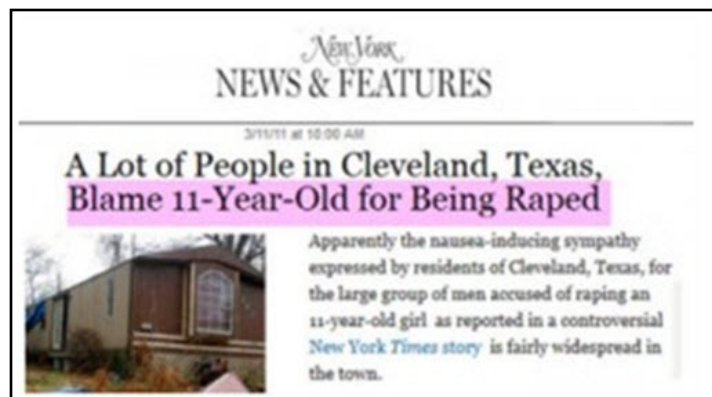 NEW YORK
NEWS & FEATURES
3/11/11 at 10:00 AM
A Lot of People in Cleveland, Texas,
Blame 11-Year-Old for Being Raped
Apparently the nausea-inducing sympathy
expressed by residents of Cleveland, Texas, for
the large group of men accused of raping an
11-year-old girl as reported in a controversial
New York Times story is fairly widespread in
the town.